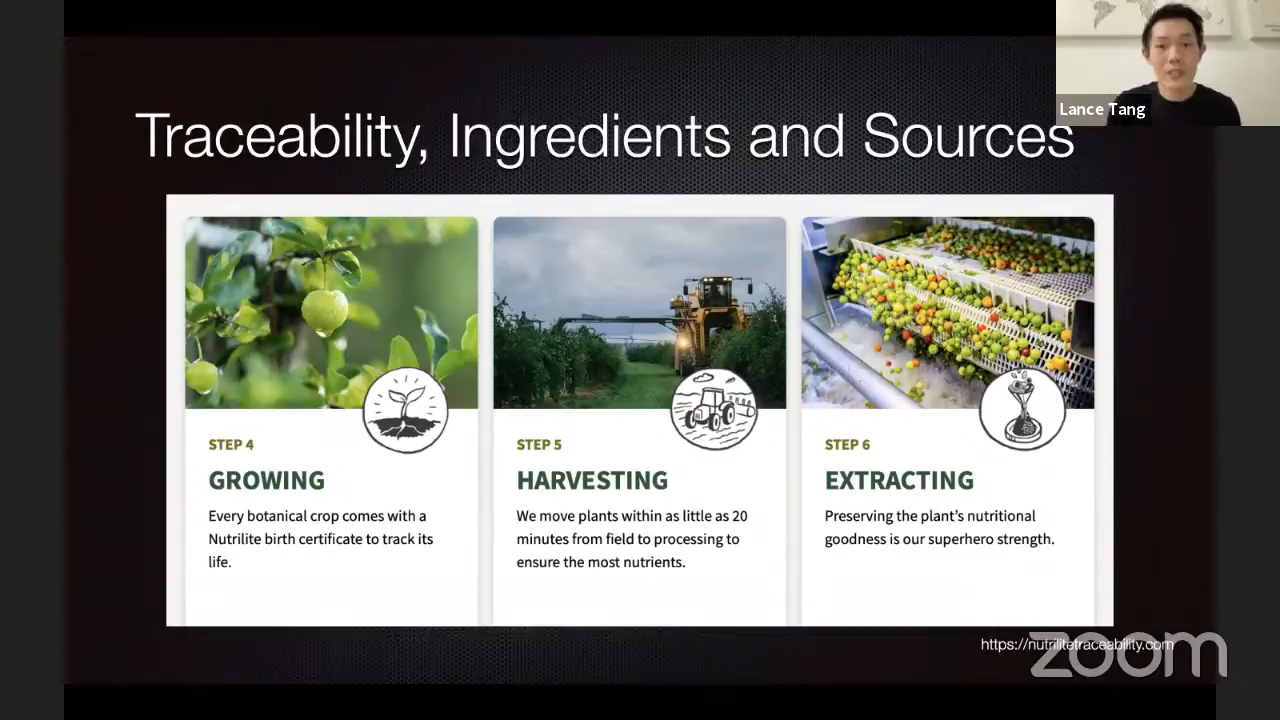 Lance Tang
Traceability, Ingredients and Sources
STEP 4
GROWING
Every botanical crop comes with a
Nutrilite birth certificate to track its
life.
STEP 5
HARVESTING
We move plants within as little as 20
minutes from field to processing to
ensure the most nutrients.
STEP 6
EXTRACTING
Preserving the plant’s nutritional
goodness is our superhero strength.
https://nutrilitetraceability.com
zoom